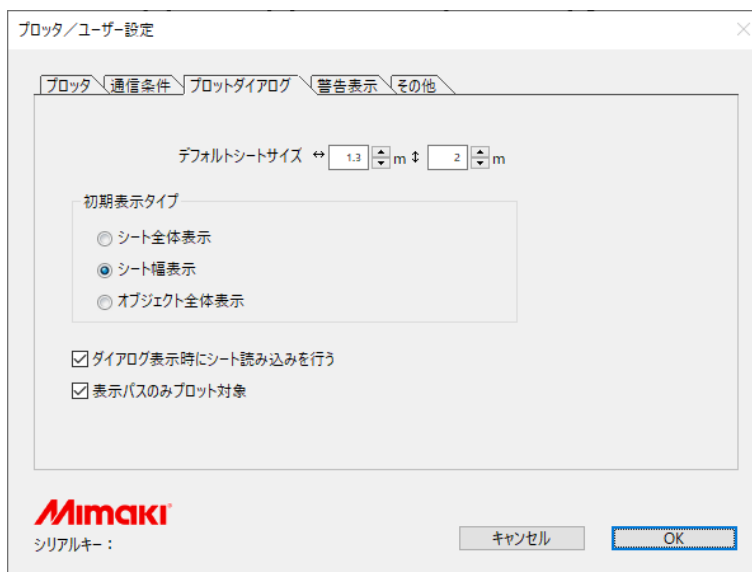 プロッタ／ユーザー設定
プロッタ 通信条件 プロットダイアログ 警告表示 その他
デフォルトシートサイズ ↔ 1.3 m ↕ 2 m
初期表示タイプ
シート全体表示
シート幅表示
オブジェクト全体表示
ダイアログ表示時にシート読み込みを行う
表示パスのみプロット対象
Mimaki
シリアルキー：
キャンセル OK